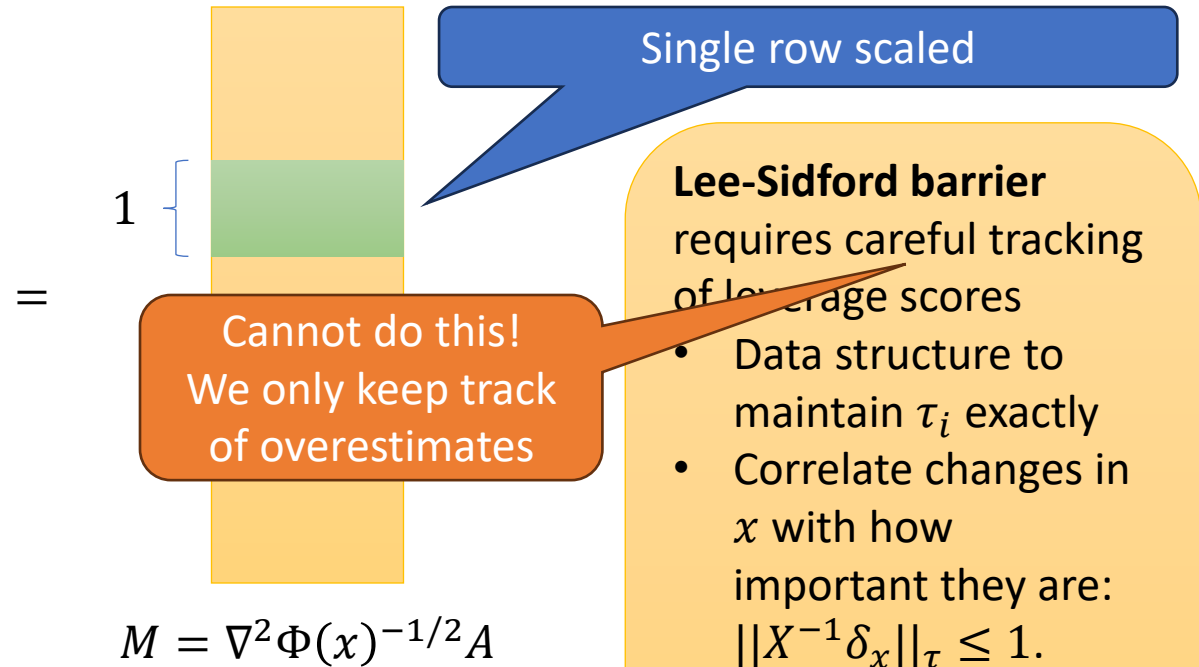 Single row scaled
1
=
Cannot do this!
We only keep track
of overestimates
M = ∇²Φ(x)^{-1/2} A
Lee-Sidford barrier
requires careful tracking
of leverage scores
• Data structure to
maintain τ_i exactly
• Correlate changes in
x with how
important they are:
||X^{-1}δ_x||_τ ≤ 1.